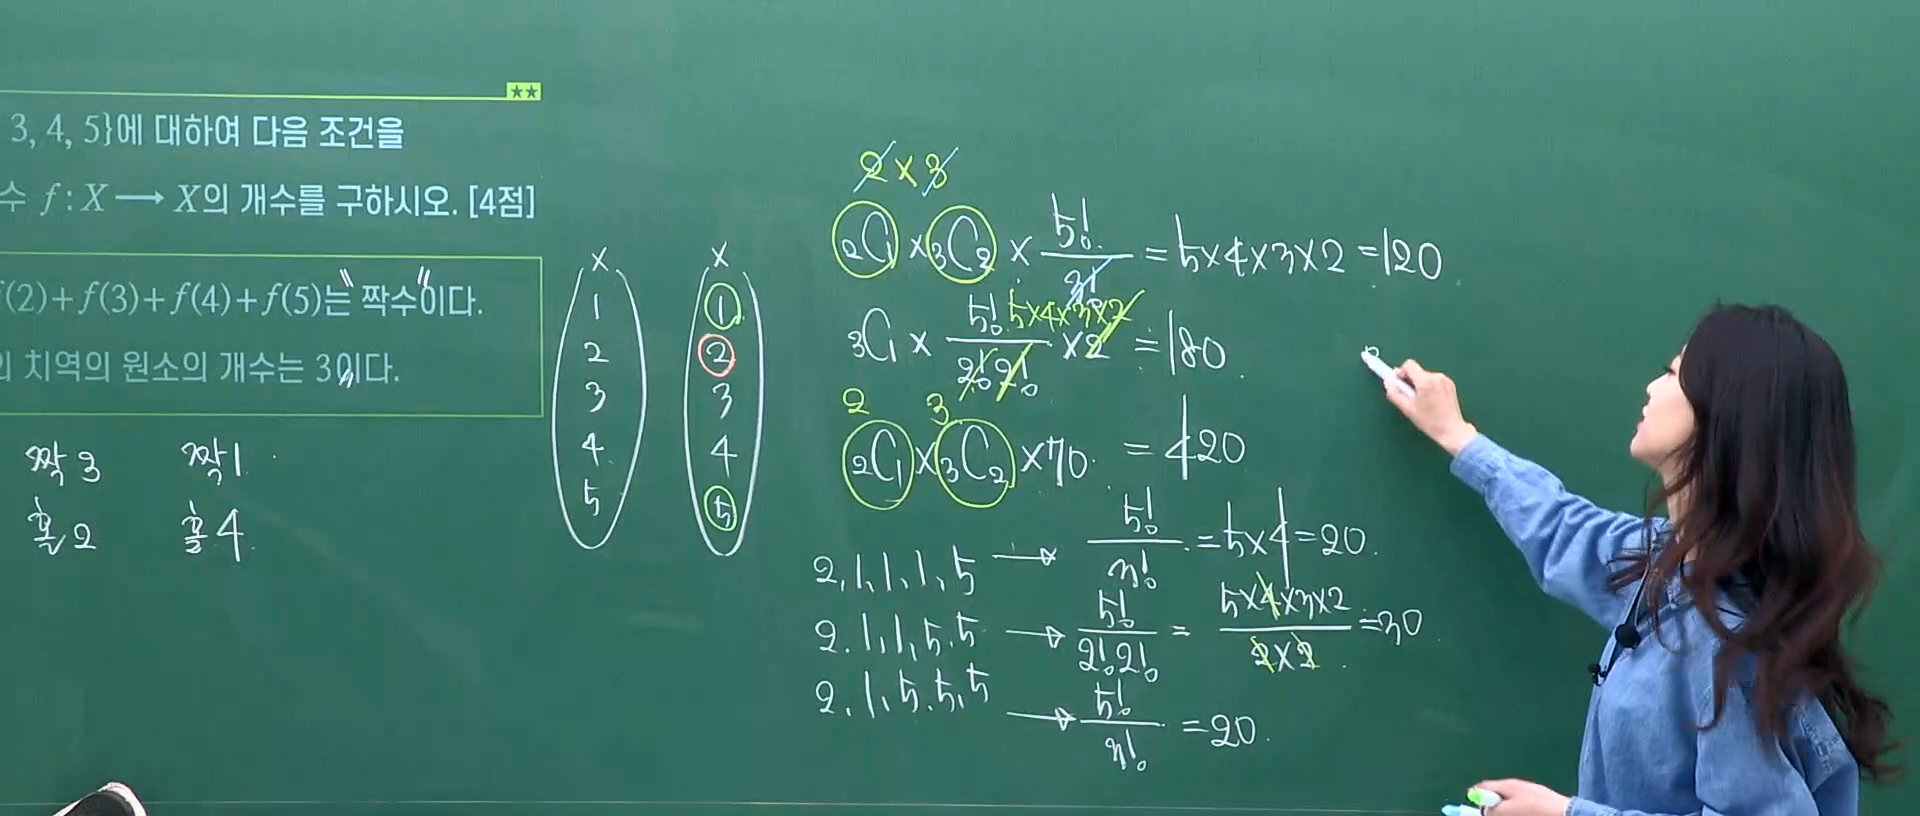 ★★
3, 4, 5}에 대하여 다음 조건을
수 f : X → X의 개수를 구하시오. [4점]
f(2)+f(3)+f(4)+f(5)는 짝수이다.
의 치역의 원소의 개수는 3이다.
짝3 짝1
홀2 홀4
X X
1 1
2 2
3 3
4 4
5 5
2×3
₂C₁×₃C₂×5!/3!=5×4×3×2=120
5×4×3×2
₃C₁×5!/2!2!×2=180
2 3
₂C₁×₃C₂×70=420
2,1,1,1,5 → 5!/3!=5×4=20
2,1,1,5,5 → 5!/2!2!=5×4×3×2/2×2=30
2,1,5,5,5 → 5!/3!=20